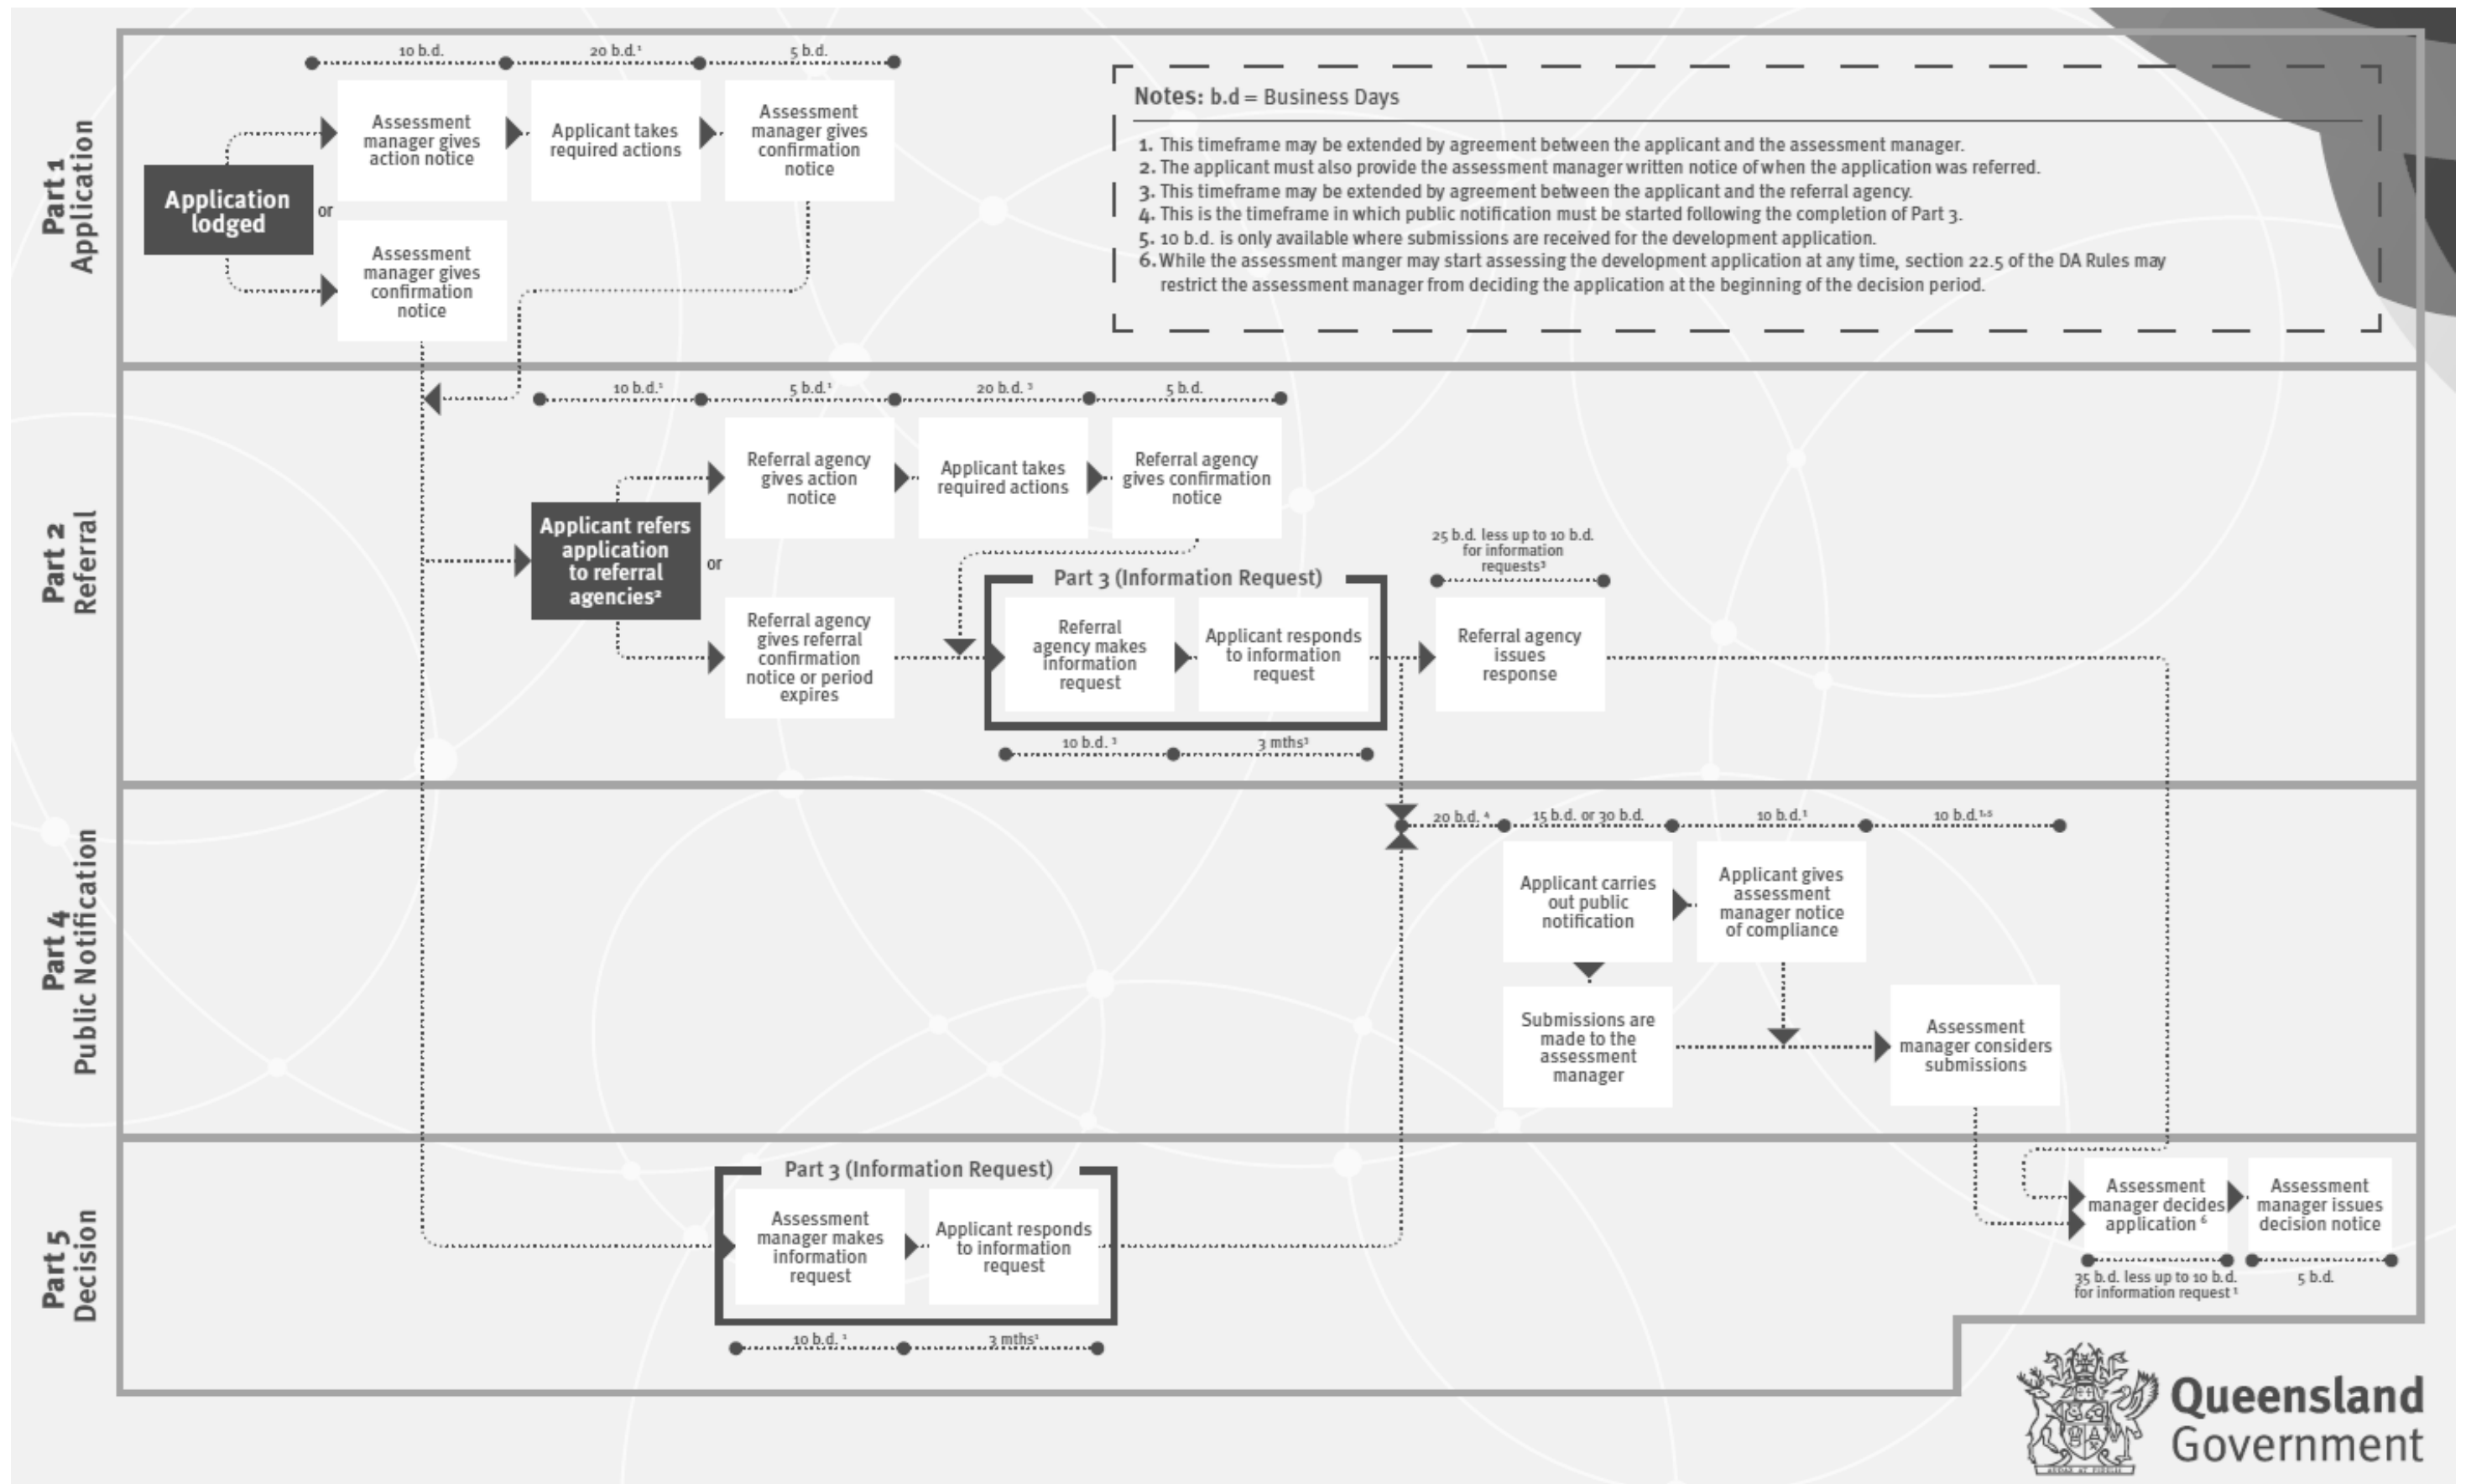 Part 1
Application
10 b.d.
20 b.d.¹
5 b.d.
Application
lodged
or
Assessment
manager gives
action notice
Applicant takes
required actions
Assessment
manager gives
confirmation
notice
Assessment
manager gives
confirmation
notice
Notes: b.d = Business Days
1. This timeframe may be extended by agreement between the applicant and the assessment manager.
2. The applicant must also provide the assessment manager written notice of when the application was referred.
3. This timeframe may be extended by agreement between the applicant and the referral agency.
4. This is the timeframe in which public notification must be started following the completion of Part 3.
5. 10 b.d. is only available where submissions are received for the development application.
6. While the assessment manger may start assessing the development application at any time, section 22.5 of the DA Rules may
restrict the assessment manager from deciding the application at the beginning of the decision period.
Part 2
Referral
10 b.d.¹
5 b.d.¹
20 b.d. ³
5 b.d.
Applicant refers
application
to referral
agencies²
or
Referral agency
gives action
notice
Applicant takes
required actions
Referral agency
gives confirmation
notice
Referral agency
gives referral
confirmation
notice or period
expires
Part 3 (Information Request)
Referral
agency makes
information
request
Applicant responds
to information
request
10 b.d. ³
3 mths³
25 b.d. less up to 10 b.d.
for information
requests³
Referral agency
issues
response
Part 4
Public Notification
20 b.d. ⁴
15 b.d. or 30 b.d.
10 b.d.¹
10 b.d.¹·⁵
Applicant carries
out public
notification
Applicant gives
assessment
manager notice
of compliance
Submissions are
made to the
assessment
manager
Assessment
manager considers
submissions
Part 5
Decision
Part 3 (Information Request)
Assessment
manager makes
information
request
Applicant responds
to information
request
10 b.d. ¹
3 mths¹
Assessment
manager decides
application ⁶
Assessment
manager issues
decision notice
35 b.d. less up to 10 b.d.
for information request ¹
5 b.d.
Queensland
Government